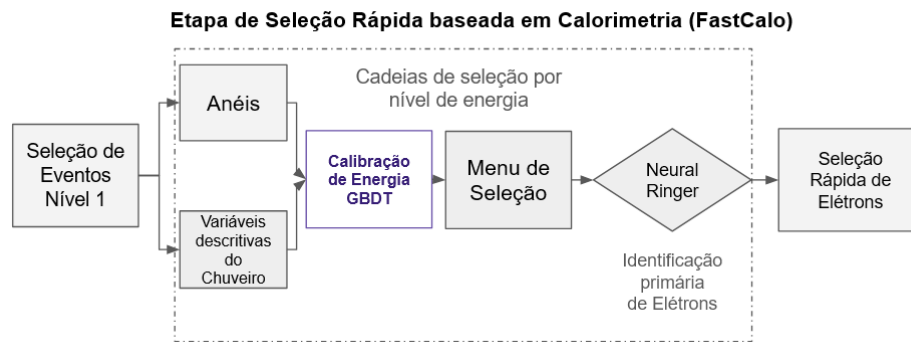 Etapa de Seleção Rápida baseada em Calorimetria (FastCalo)
Cadeias de seleção por
nível de energia
Seleção de
Eventos
Nível 1
Anéis
Variáveis
descritivas
do
Chuveiro
Calibração
de Energia
GBDT
Menu de
Seleção
Neural
Ringer
Identificação
primária
de Elétrons
Seleção
Rápida de
Elétrons